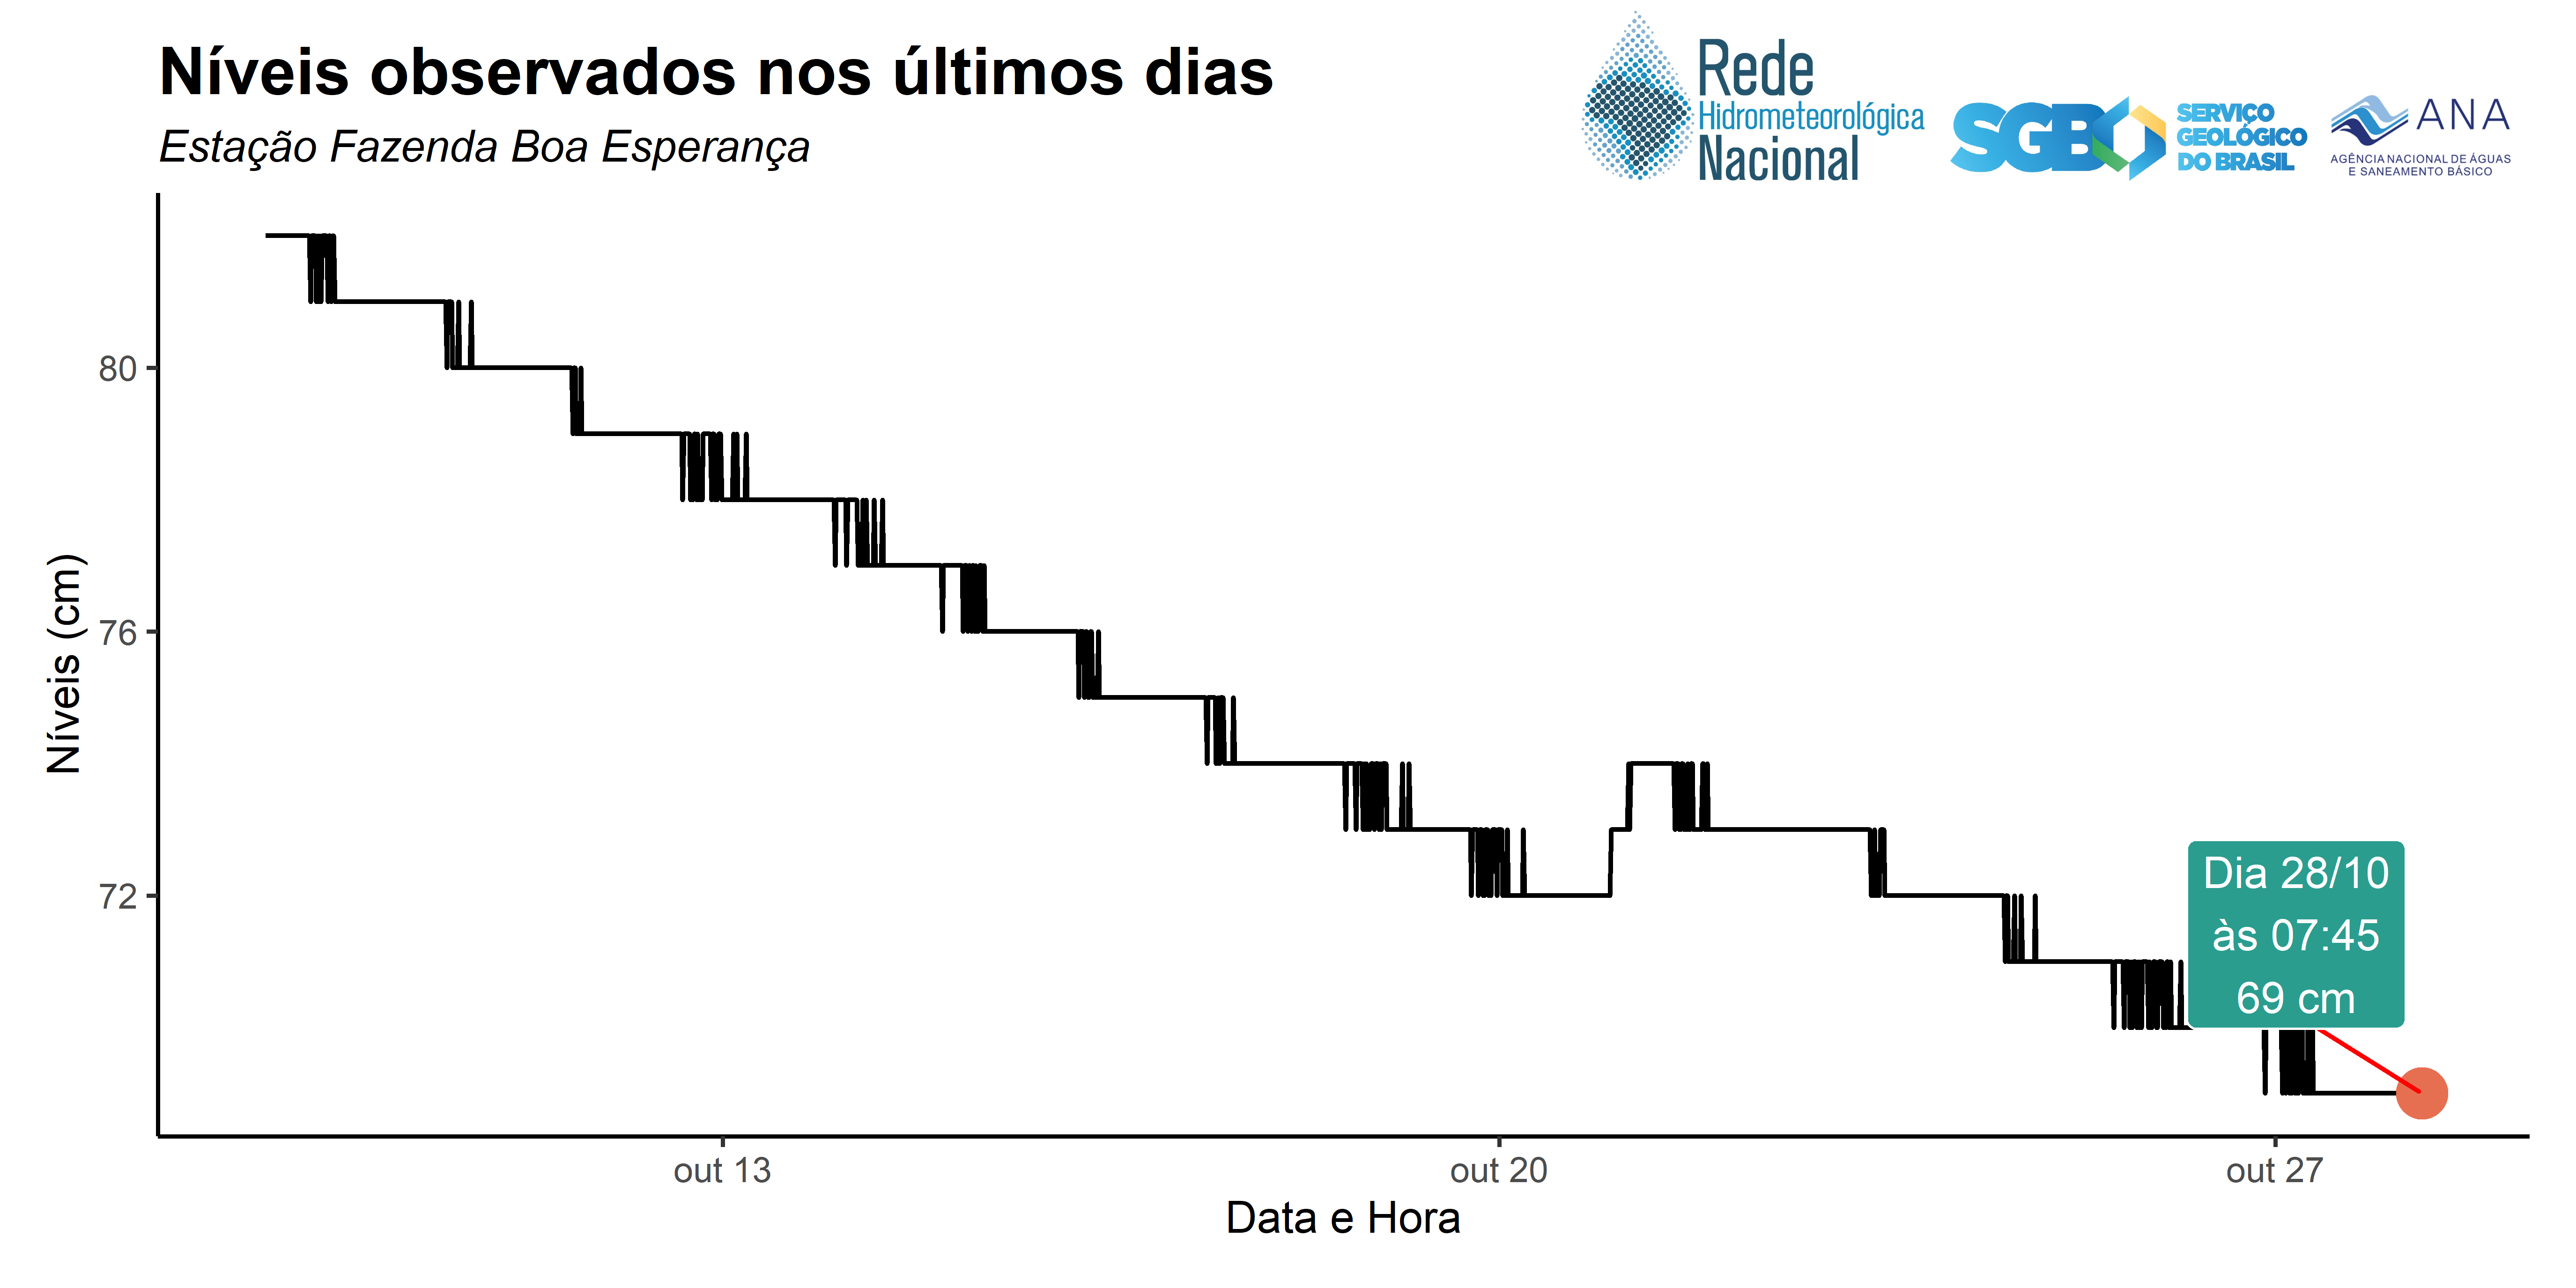 Níveis observados nos últimos dias
Estação Fazenda Boa Esperança
Rede
Hidrometeorológica
Nacional
SGB
SERVIÇO
GEOLÓGICO
DO BRASIL
ANA
AGÊNCIA NACIONAL DE ÁGUAS
E SANEAMENTO BÁSICO
Níveis (cm)
80
76
72
Dia 28/10
às 07:45
69 cm
out 13
out 20
out 27
Data e Hora